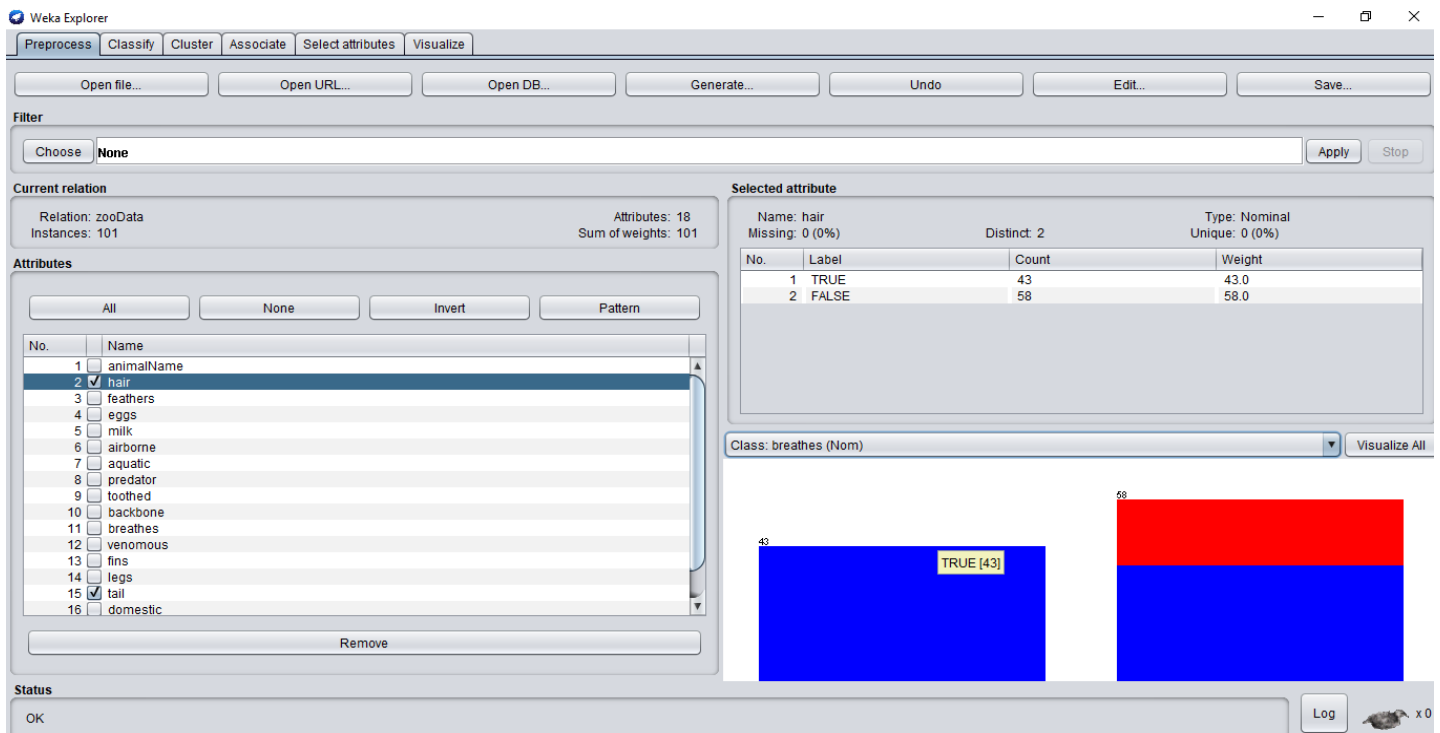 Weka Explorer
Preprocess Classify Cluster Associate Select attributes Visualize
Open file... Open URL... Open DB... Generate... Undo Edit... Save...
Filter
Choose None Apply Stop
Current relation
Relation: zooData Attributes: 18
Instances: 101 Sum of weights: 101
Attributes
All None Invert Pattern
No. Name
1 animalName
2 hair
3 feathers
4 eggs
5 milk
6 airborne
7 aquatic
8 predator
9 toothed
10 backbone
11 breathes
12 venomous
13 fins
14 legs
15 tail
16 domestic
Remove
Selected attribute
Name: hair Type: Nominal
Missing: 0 (0%) Distinct: 2 Unique: 0 (0%)
No. Label Count Weight
1 TRUE 43 43.0
2 FALSE 58 58.0
Class: breathes (Nom) Visualize All
58
43
TRUE [43]
Status
OK Log x 0